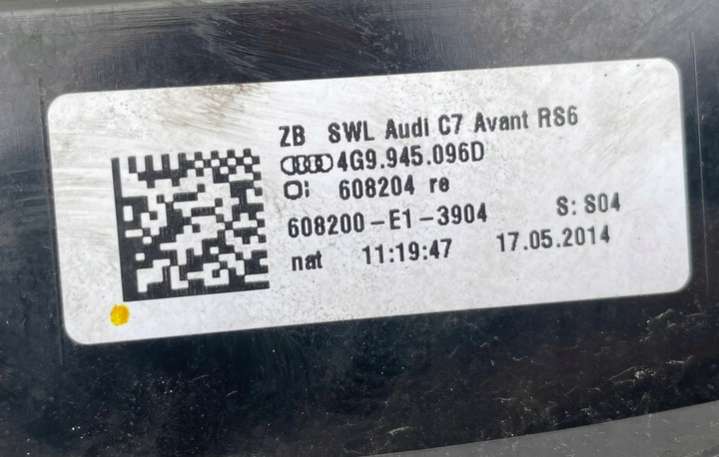 ZB SWL Audi C7 Avant RS6
4G9.945.096D
Oi 608204 re
608200-E1-3904 S: S04
nat 11:19:47 17.05.2014